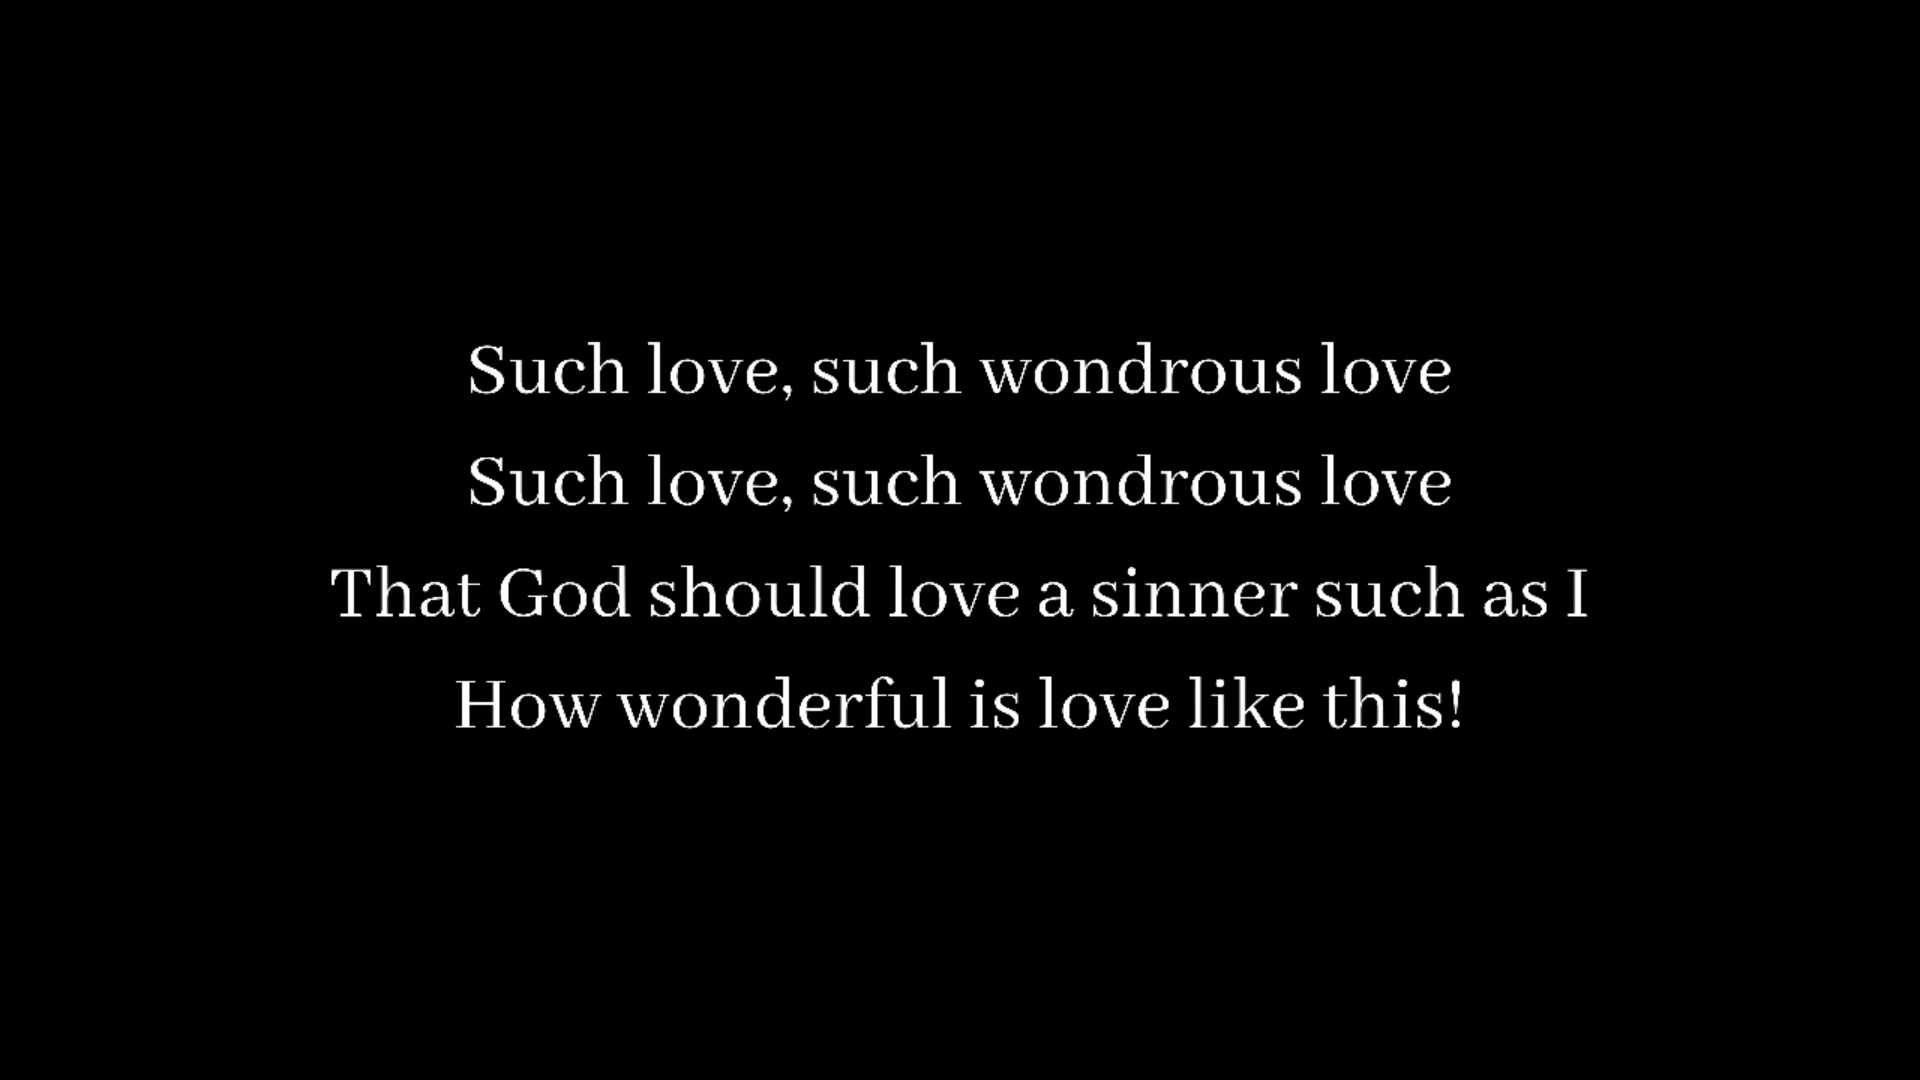 Such love, such wondrous love
Such love, such wondrous love
That God should love a sinner such as I
How wonderful is love like this!